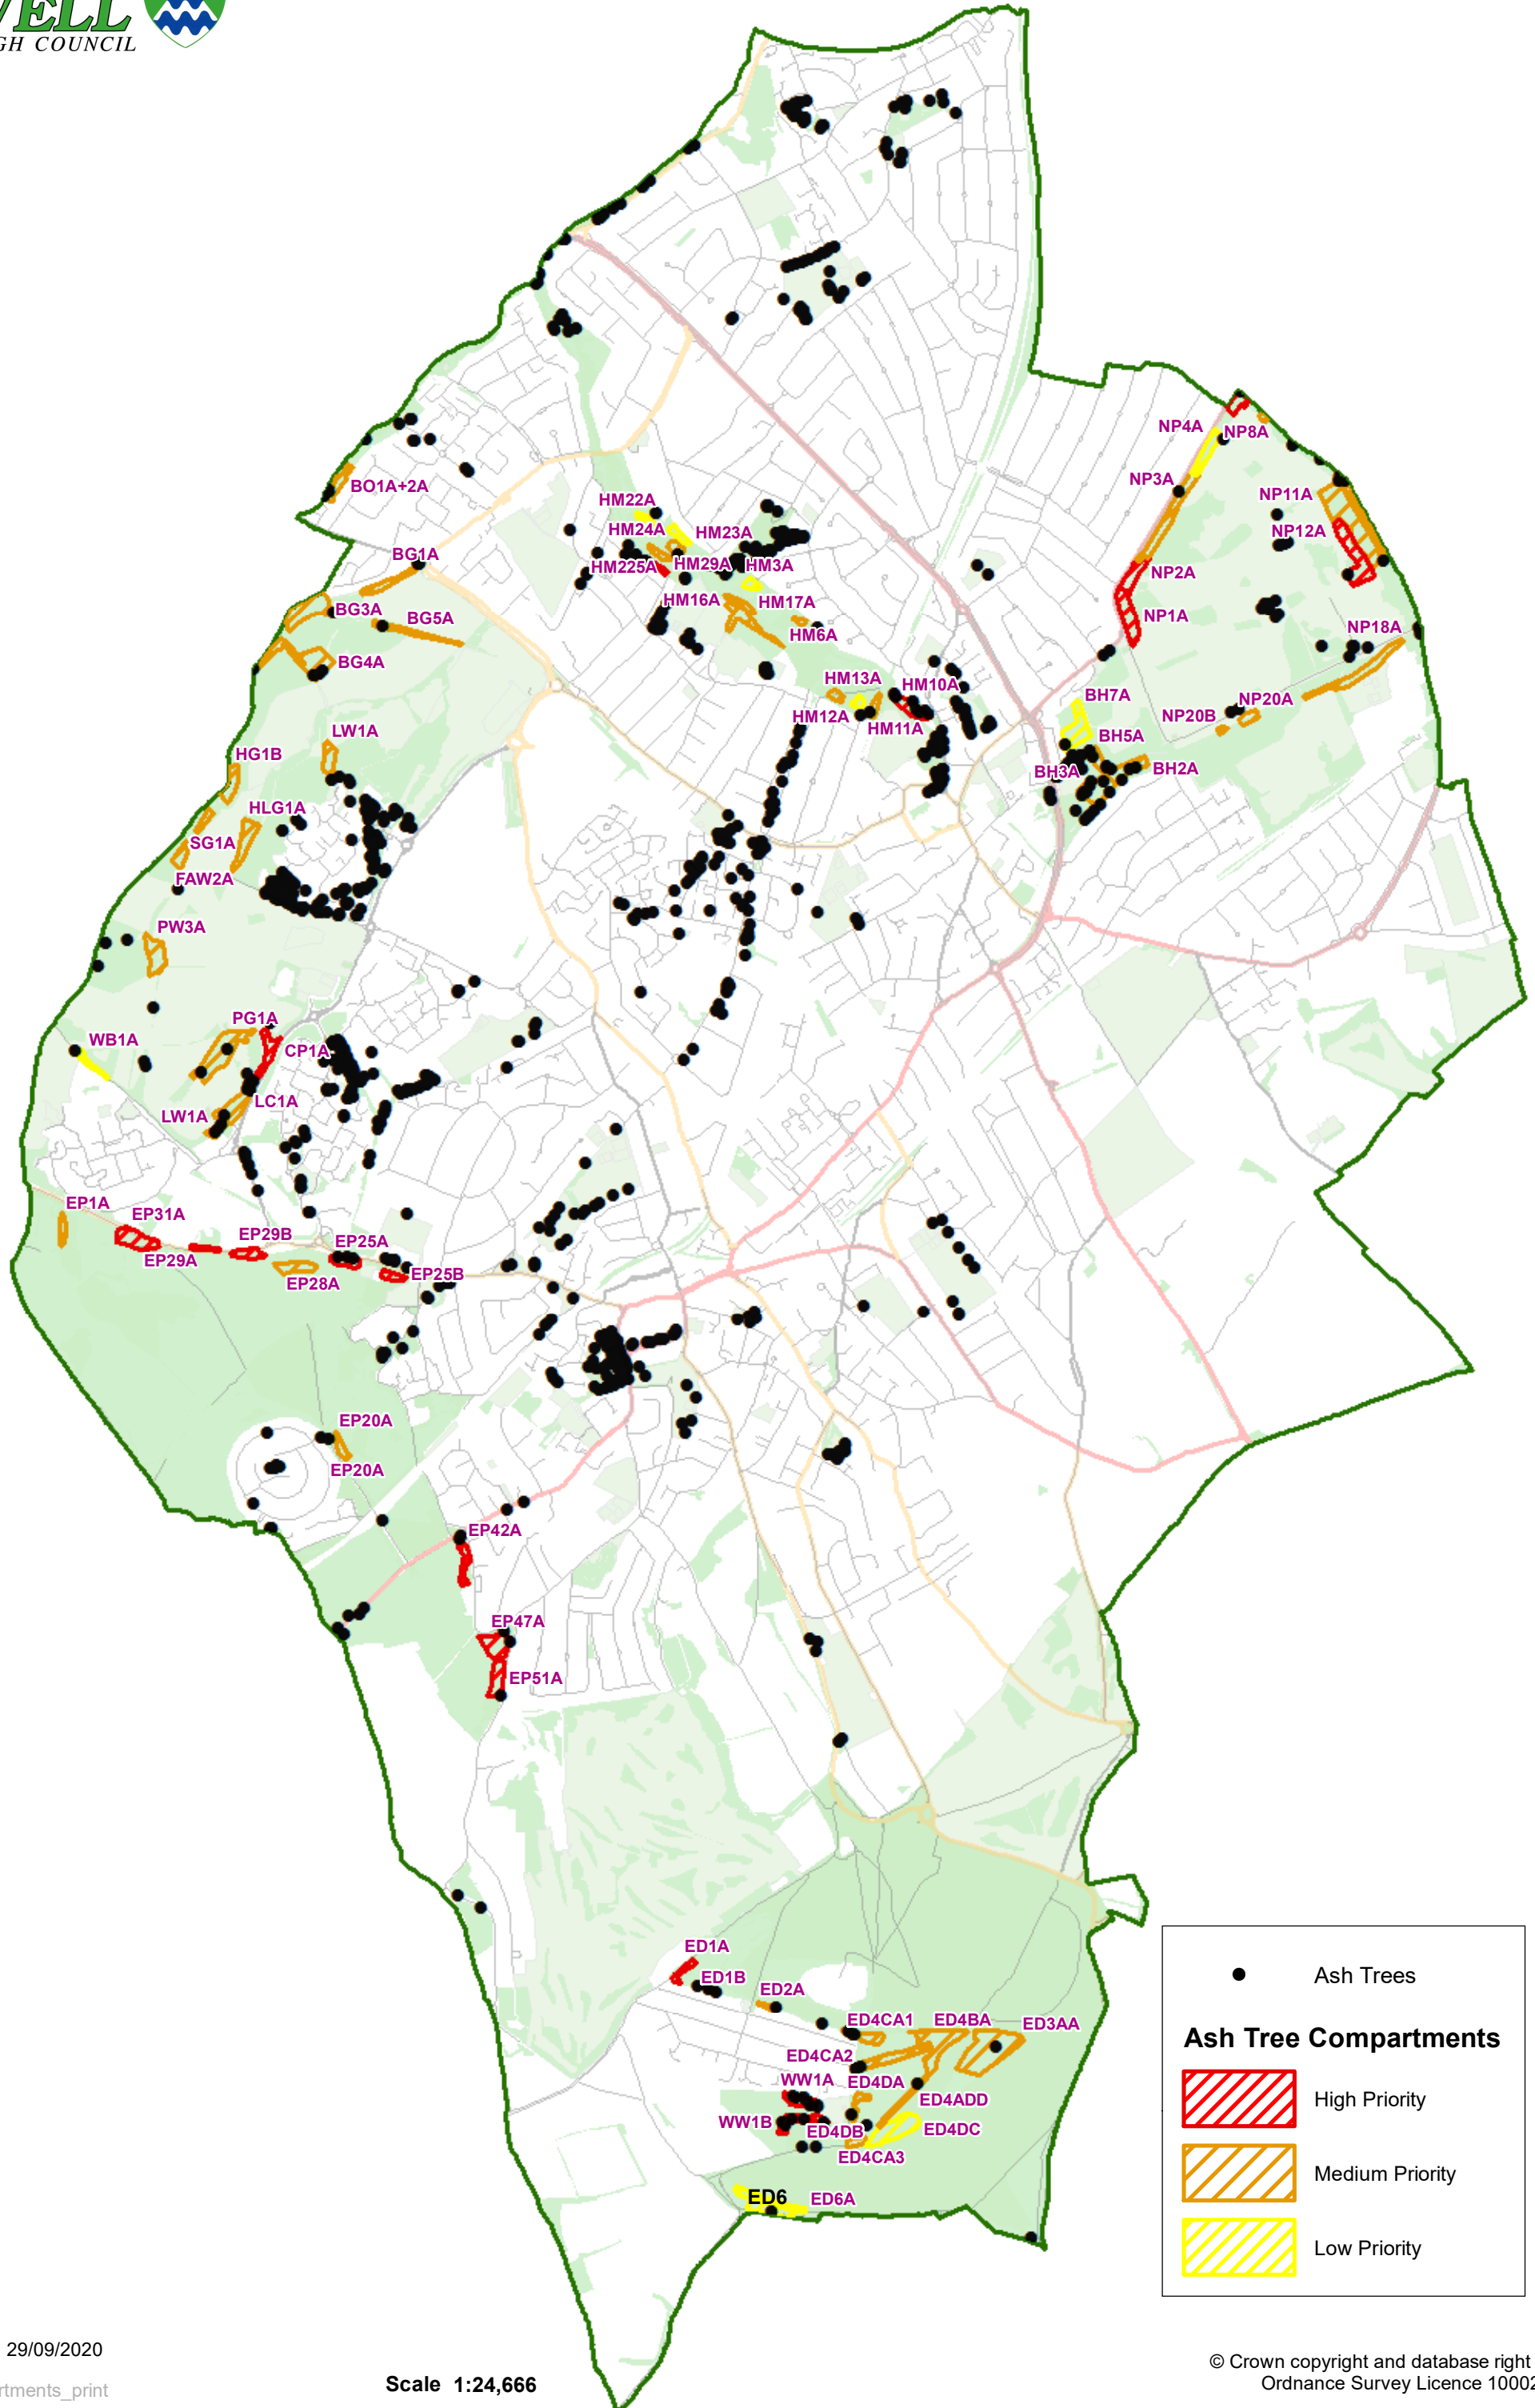 GH COUNCIL
NP4A
NP8A
NP3A
BO1A+2A
NP11A
HM22A
HM24A
HM23A
NP12A
BG1A
HM225A
HM29A
HM3A
NP2A
HM16A
HM17A
BG3A
BG5A
NP1A
HM6A
NP18A
BG4A
HM13A
HM10A
BH7A
NP20A
HM12A
NP20B
LW1A
HM11A
BH5A
HG1B
BH3A
BH2A
HLG1A
SG1A
FAW2A
PW3A
PG1A
WB1A
CP1A
LC1A
LW1A
EP1A
EP31A
EP29B
EP25A
EP29A
EP28A
EP25B
EP20A
EP20A
EP42A
EP47A
EP51A
ED1A
ED1B
ED2A
ED4CA1
ED4BA
ED3AA
ED4CA2
WW1A
ED4DA
ED4ADD
WW1B
ED4DB
ED4DC
ED4CA3
ED6
ED6A
Ash Trees
Ash Tree Compartments
High Priority
Medium Priority
Low Priority
29/09/2020
rtments_print
Scale 1:24,666
© Crown copyright and database right
Ordnance Survey Licence 10002